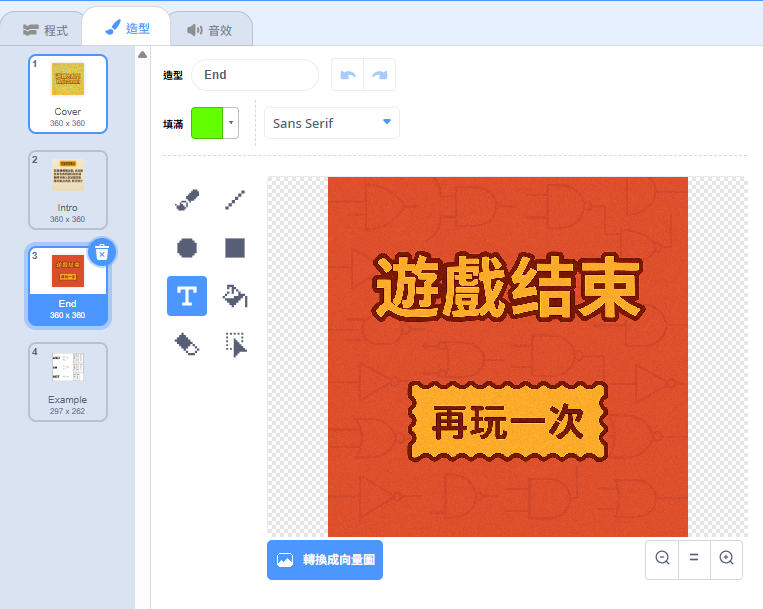 程式
造型
音效
1
Cover
360 x 360
2
Intro
360 x 360
3
End
360 x 360
4
Example
297 x 262
造型
End
填滿
Sans Serif
T
遊戲结束
再玩一次
轉換成向量圖